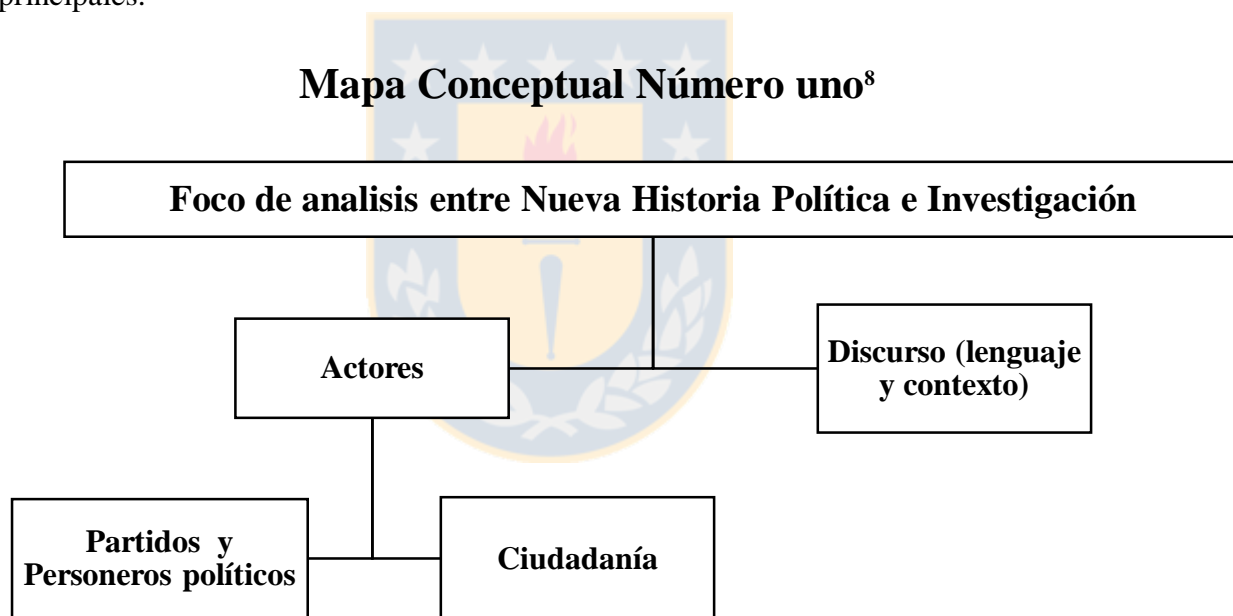 principales.
Mapa Conceptual Número uno⁸
Foco de analisis entre Nueva Historia Política e Investigación
Actores
Discurso (lenguaje
y contexto)
Partidos y
Personeros políticos
Ciudadanía